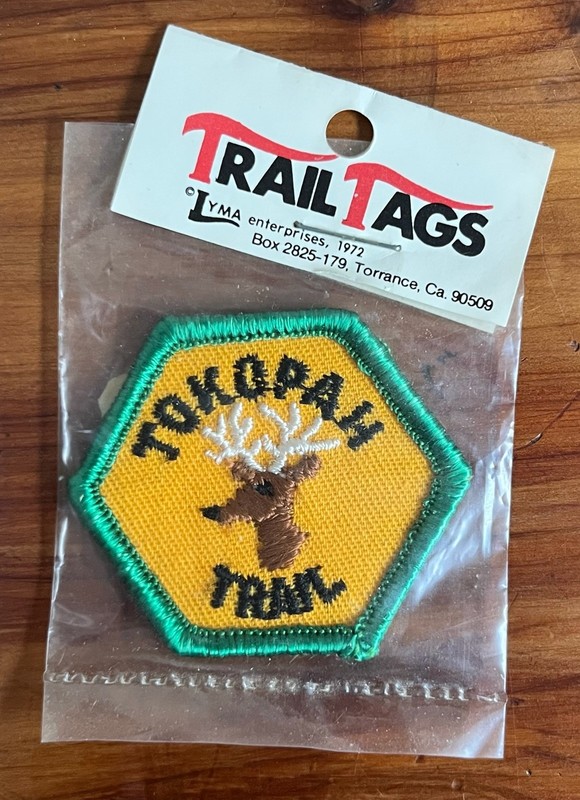 TRAIL TAGS
© LYMA enterprises, 1972
Box 2825-179, Torrance, Ca. 90509
TOKOPAH
TRAIL